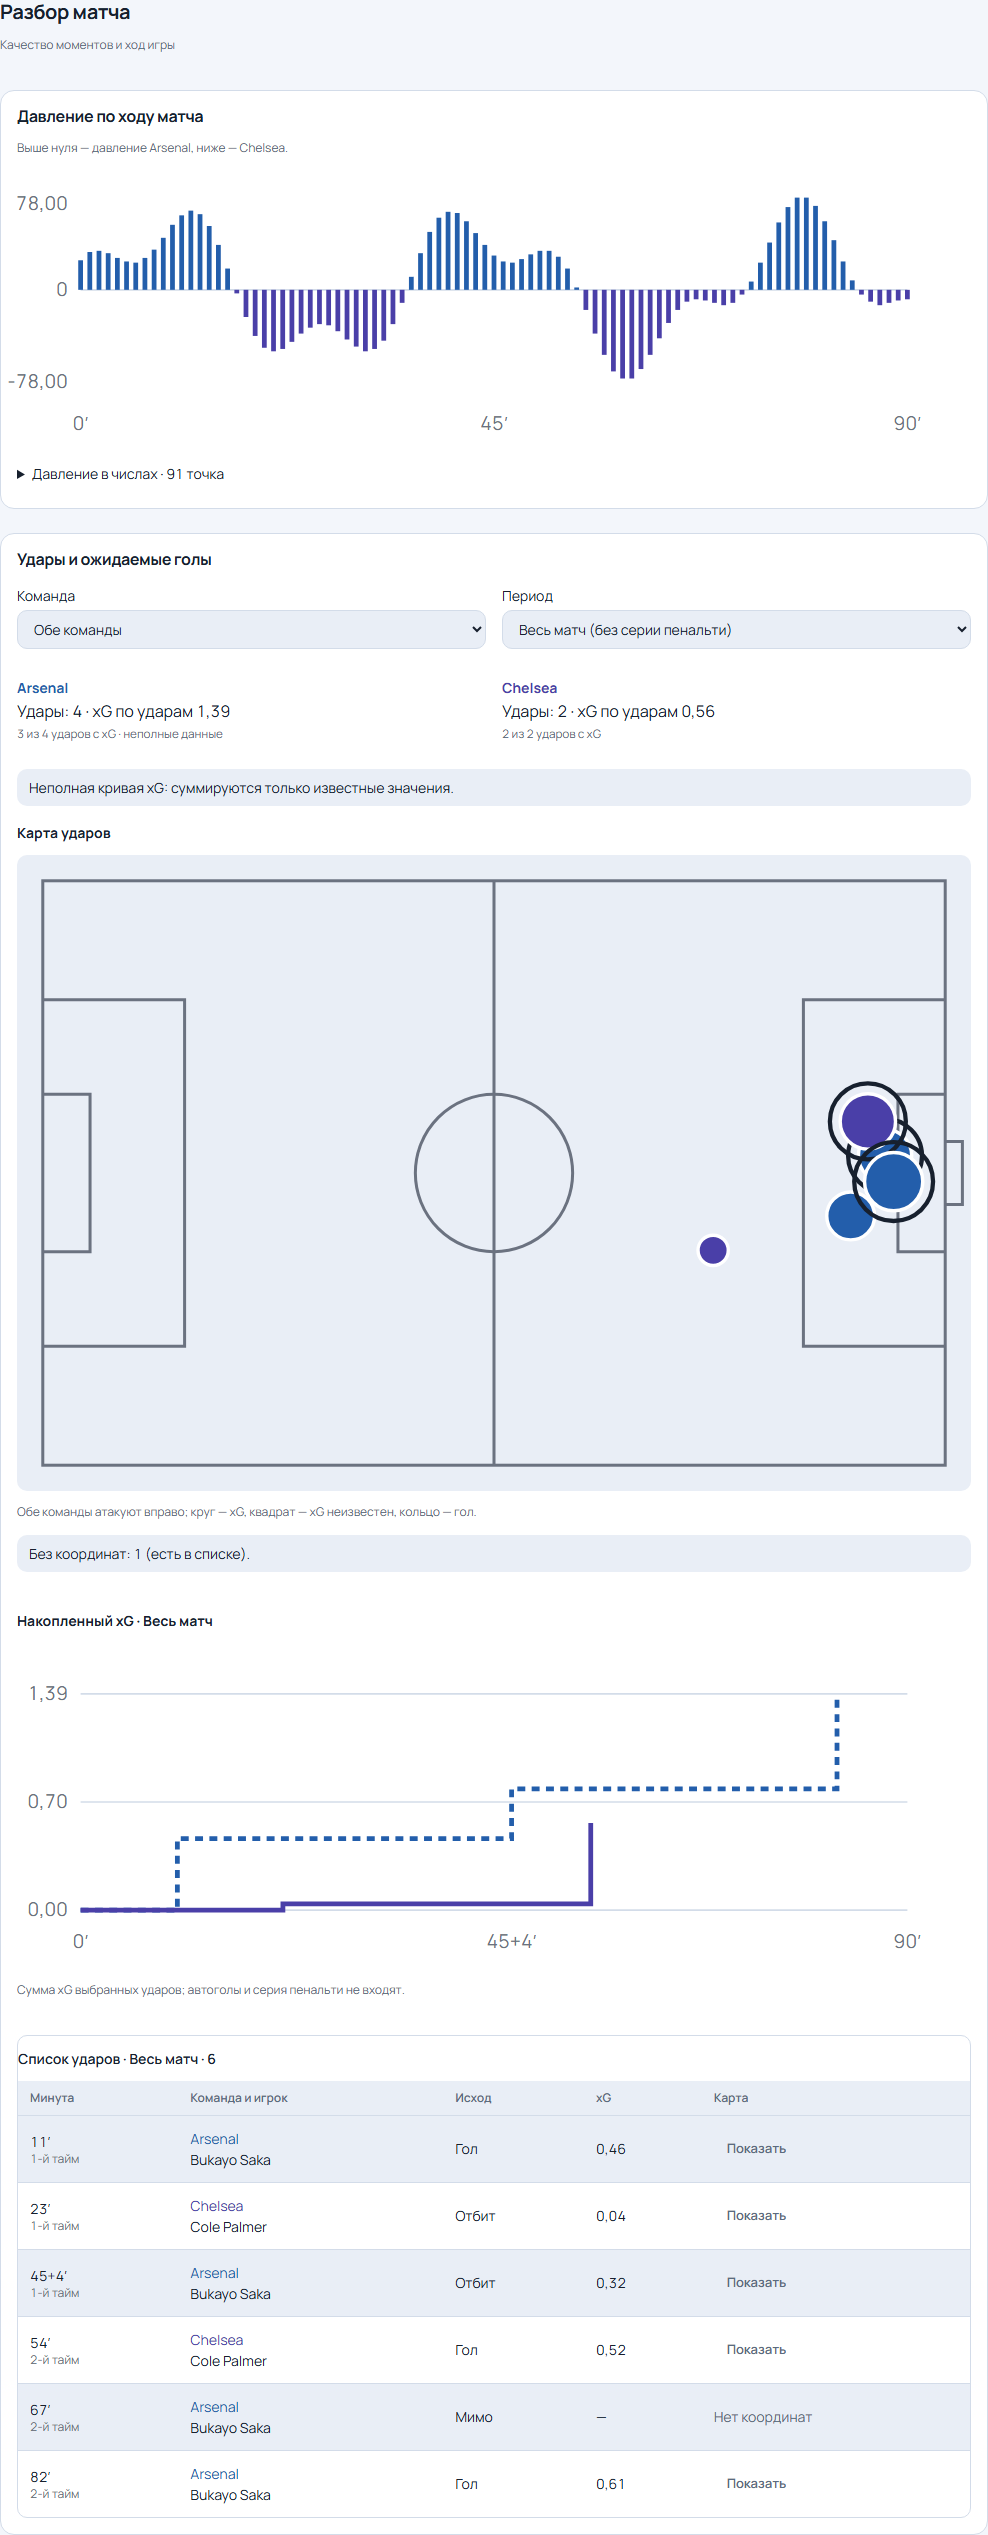 Разбор матча
Качество моментов и ход игры
Давление по ходу матча
Выше нуля — давление Arsenal, ниже — Chelsea.
78,00
0
-78,00
0′ 45′ 90′
▶ Давление в числах · 91 точка
Удары и ожидаемые голы
Команда Период
Обе команды Весь матч (без серии пенальти)
Arsenal Chelsea
Удары: 4 · xG по ударам 1,39 Удары: 2 · xG по ударам 0,56
3 из 4 ударов с xG · неполные данные 2 из 2 ударов с xG
Неполная кривая xG: суммируются только известные значения.
Карта ударов
Обе команды атакуют вправо; круг — xG, квадрат — xG неизвестен, кольцо — гол.
Без координат: 1 (есть в списке).
Накопленный xG · Весь матч
1,39
0,70
0,00
0′ 45+4′ 90′
Сумма xG выбранных ударов; автоголы и серия пенальти не входят.
Список ударов · Весь матч · 6
Минута Команда и игрок Исход xG Карта
11′ Arsenal Гол 0,46 Показать
1-й тайм Bukayo Saka
23′ Chelsea Отбит 0,04 Показать
1-й тайм Cole Palmer
45+4′ Arsenal Отбит 0,32 Показать
1-й тайм Bukayo Saka
54′ Chelsea Гол 0,52 Показать
2-й тайм Cole Palmer
67′ Arsenal Мимо — Нет координат
2-й тайм Bukayo Saka
82′ Arsenal Гол 0,61 Показать
2-й тайм Bukayo Saka